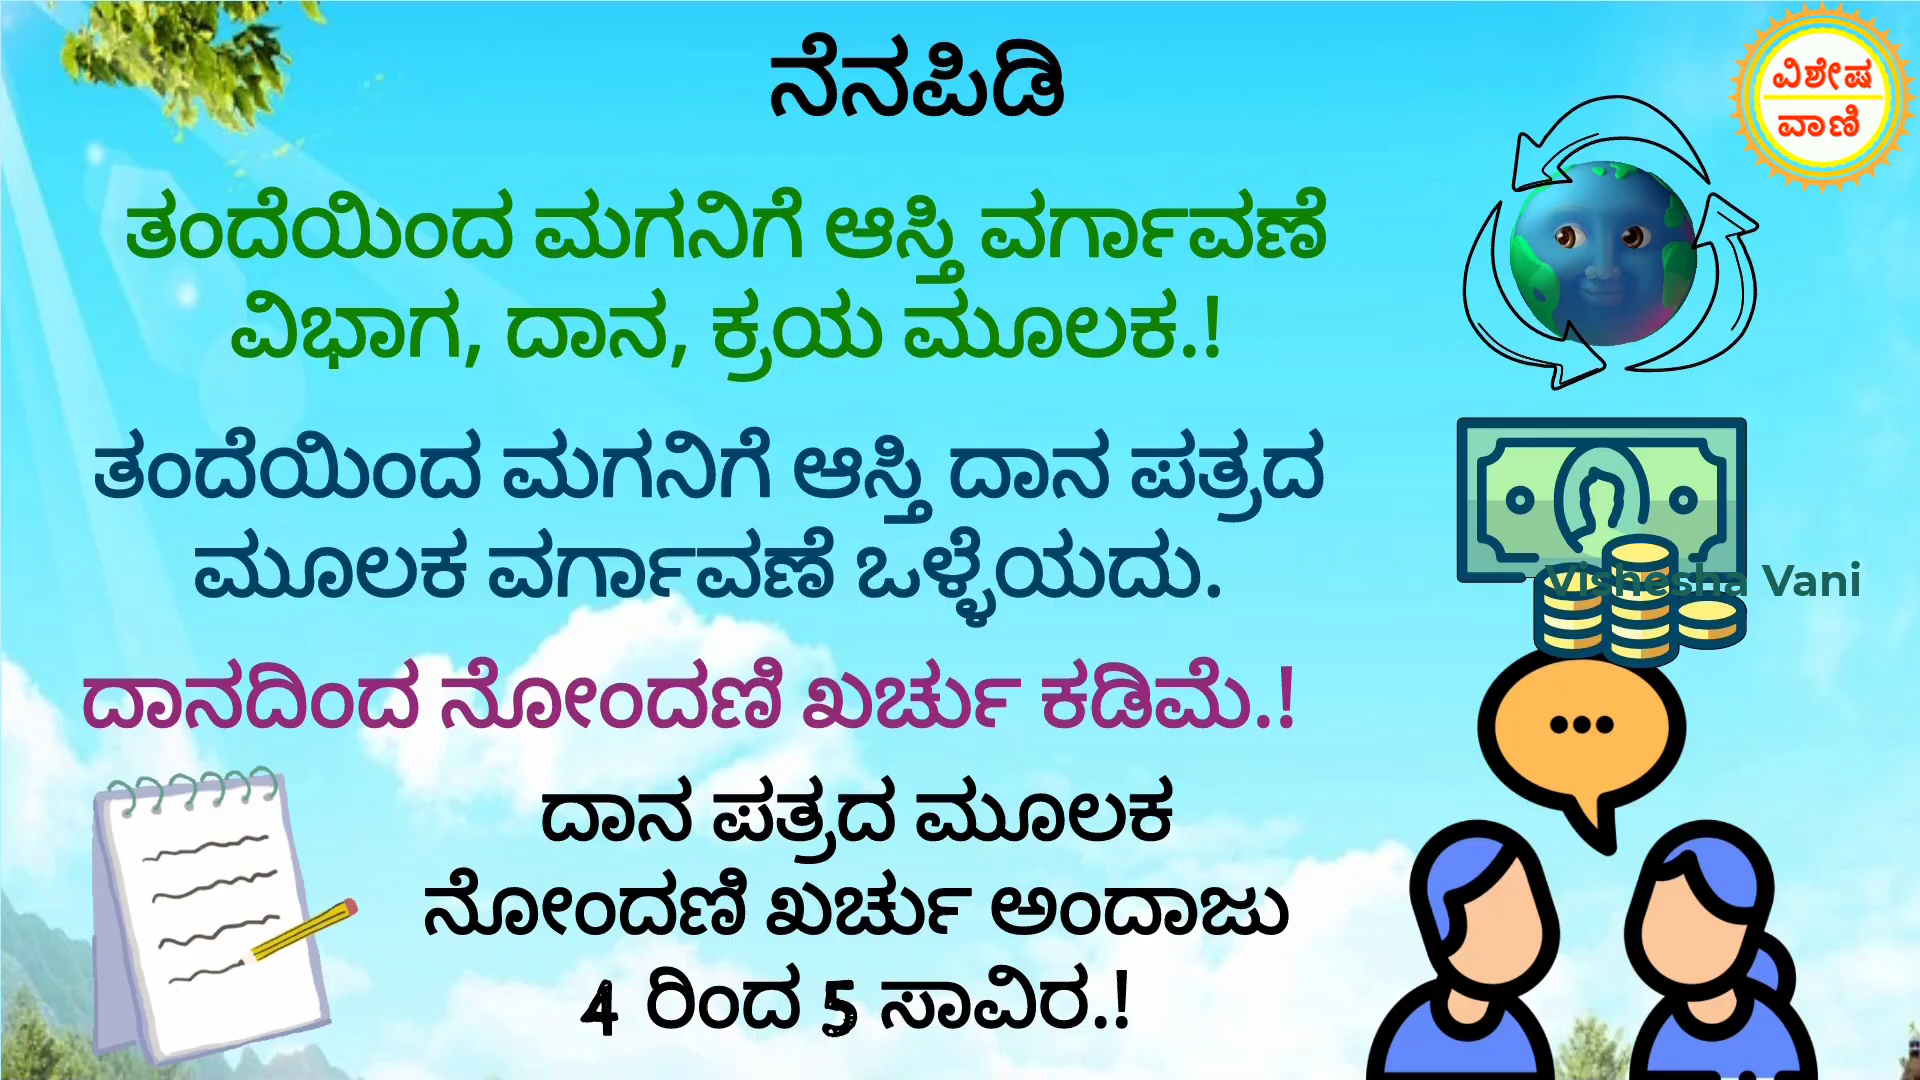 ನೆನಪಿಡಿ
ವಿಶೇಷ
ವಾಣಿ
ತಂದೆಯಿಂದ ಮಗನಿಗೆ ಆಸ್ತಿ ವರ್ಗಾವಣೆ
ವಿಭಾಗ, ದಾನ, ಕ್ರಯ ಮೂಲಕ.!
ತಂದೆಯಿಂದ ಮಗನಿಗೆ ಆಸ್ತಿ ದಾನ ಪತ್ರದ
ಮೂಲಕ ವರ್ಗಾವಣೆ ಒಳ್ಳೆಯದು.
Vishesha Vani
ದಾನದಿಂದ ನೋಂದಣಿ ಖರ್ಚು ಕಡಿಮೆ.!
ದಾನ ಪತ್ರದ ಮೂಲಕ
ನೋಂದಣಿ ಖರ್ಚು ಅಂದಾಜು
4 ರಿಂದ 5 ಸಾವಿರ.!